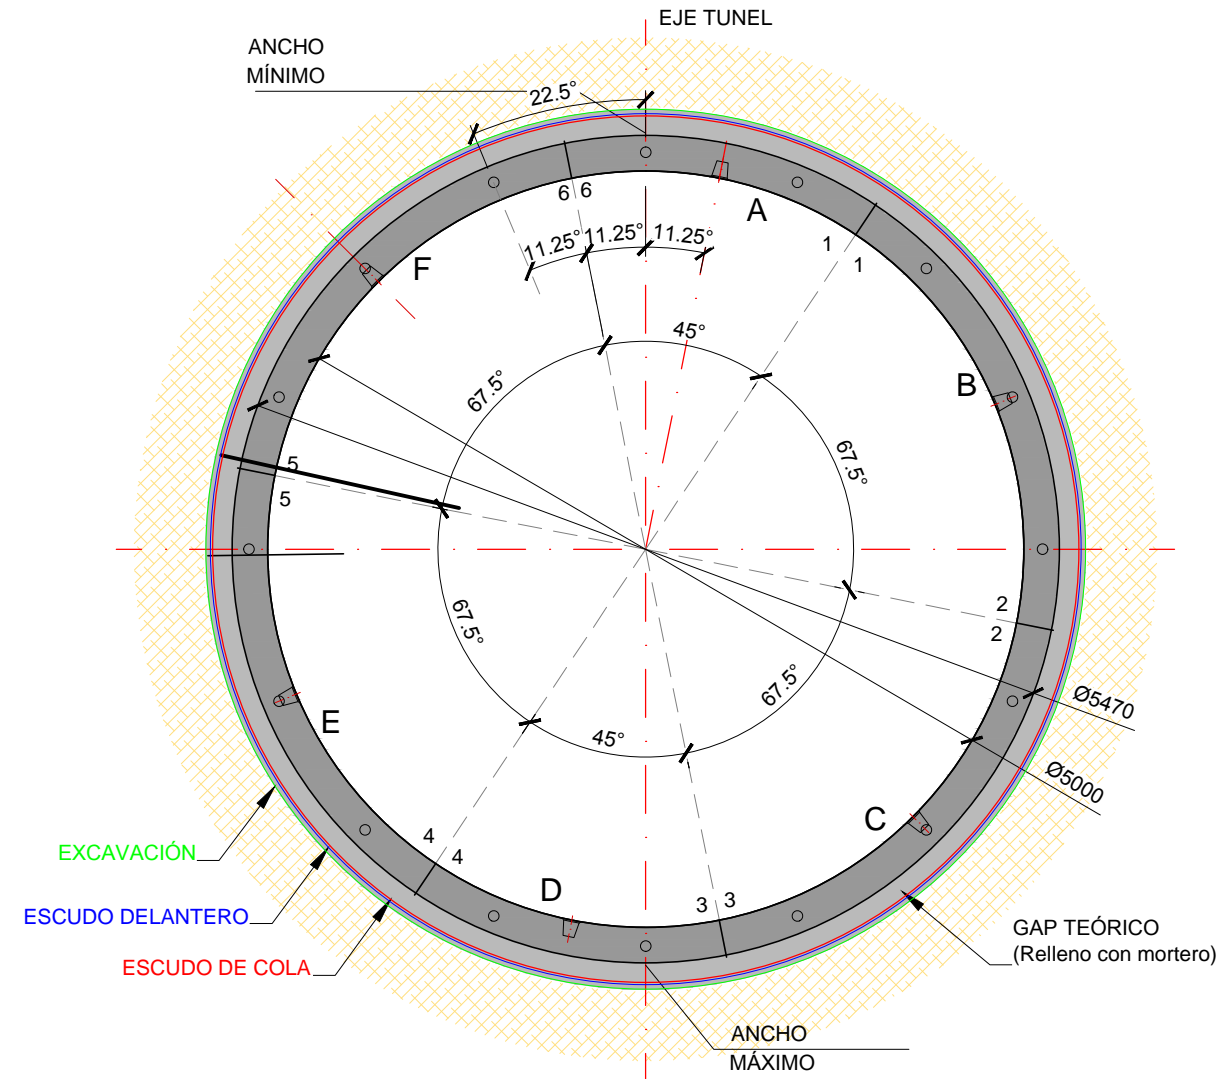 EJE TUNEL
ANCHO
MÍNIMO
22.5°
6 6
A
1
1
11.25° 11.25° 11.25°
F
45°
B
67.5°
67.5°
5
5
2
2
67.5°
67.5°
E
Ø5470
45°
Ø5000
C
4
4
EXCAVACIÓN
D
3 3
ESCUDO DELANTERO
GAP TEÓRICO
(Relleno con mortero)
ESCUDO DE COLA
ANCHO
MÁXIMO